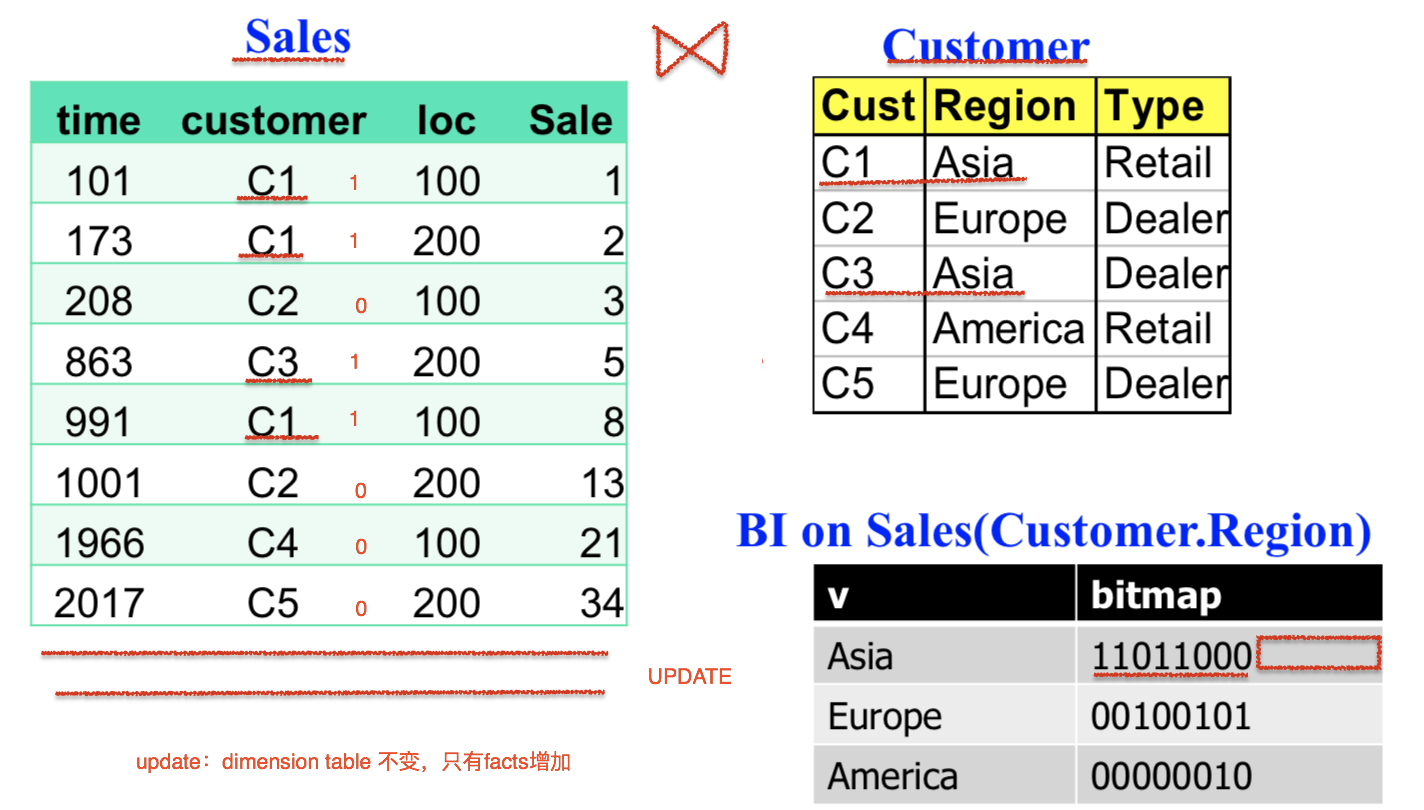 Sales
time customer loc Sale
101 C1 1 100 1
173 C1 1 200 2
208 C2 0 100 3
863 C3 1 200 5
991 C1 1 100 8
1001 C2 0 200 13
1966 C4 0 100 21
2017 C5 0 200 34
UPDATE
update：dimension table 不变，只有facts增加
Customer
Cust Region Type
C1 Asia Retail
C2 Europe Dealer
C3 Asia Dealer
C4 America Retail
C5 Europe Dealer
BI on Sales(Customer.Region)
v bitmap
Asia 11011000
Europe 00100101
America 00000010